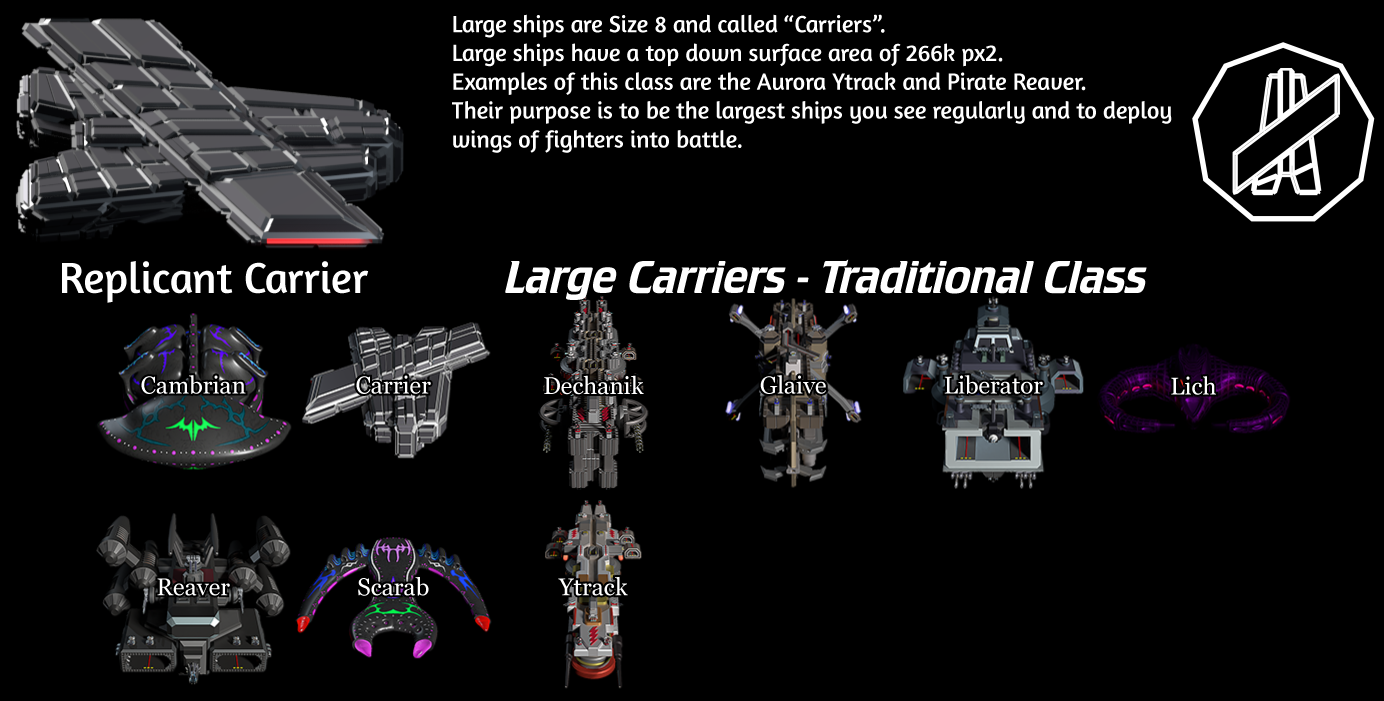 Large ships are Size 8 and called “Carriers”.
Large ships have a top down surface area of 266k px2.
Examples of this class are the Aurora Ytrack and Pirate Reaver.
Their purpose is to be the largest ships you see regularly and to deploy
wings of fighters into battle.
Replicant Carrier
Large Carriers - Traditional Class
Cambrian
Carrier
Dechanik
Glaive
Liberator
Lich
Reaver
Scarab
Ytrack